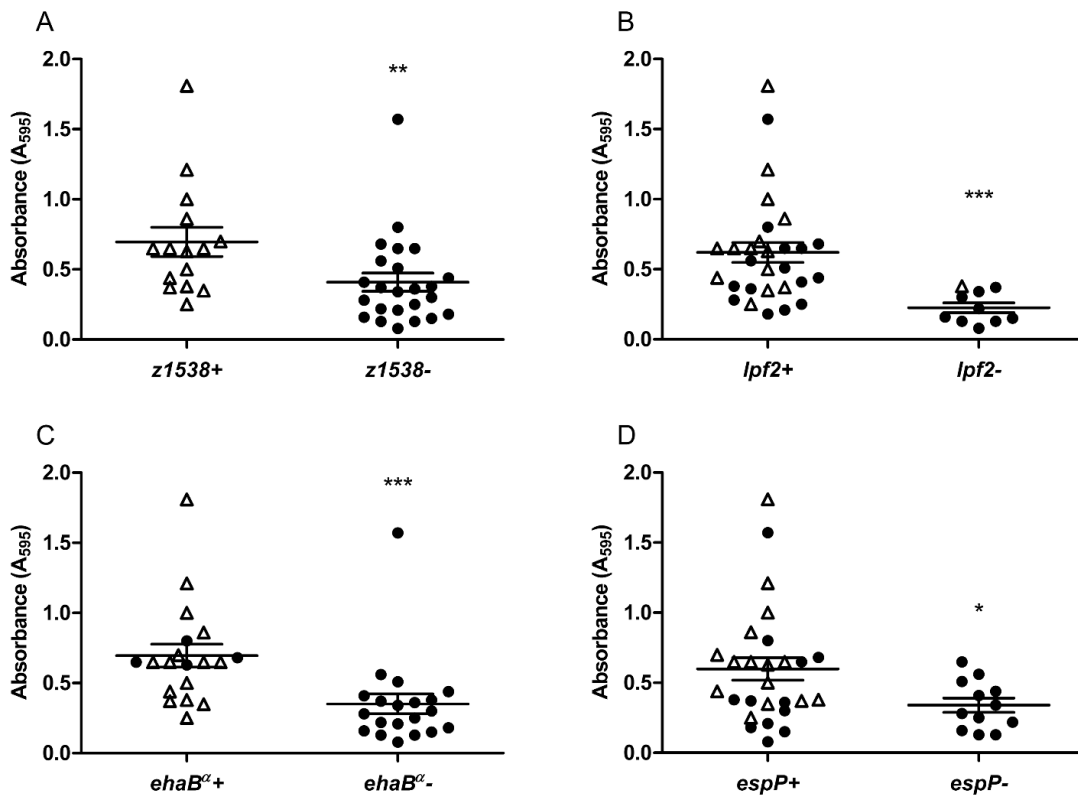 A
2.0
1.5
1.0
0.5
0.0
Absorbance (A595)
**
z1538+ z1538-
B
2.0
1.5
1.0
0.5
0.0
Absorbance (A595)
***
lpf2+ lpf2-
C
2.0
1.5
1.0
0.5
0.0
Absorbance (A595)
***
ehaBα+ ehaBα-
D
2.0
1.5
1.0
0.5
0.0
Absorbance (A595)
*
espP+ espP-